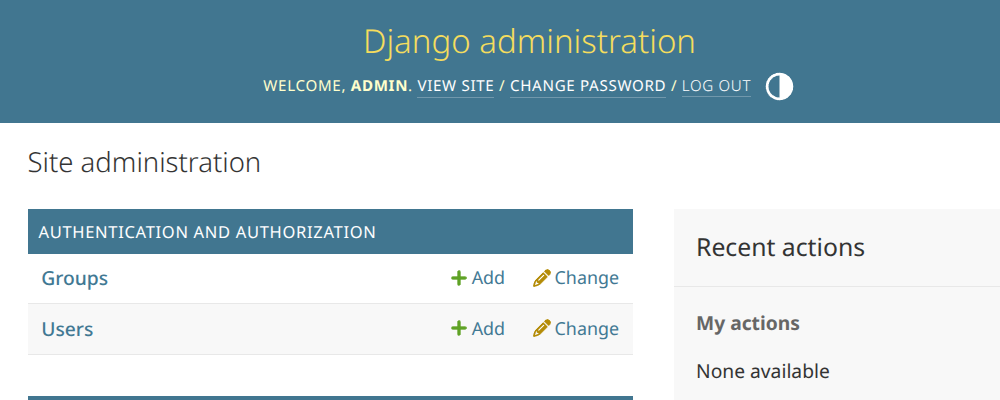 Django administration
WELCOME, ADMIN. VIEW SITE / CHANGE PASSWORD / LOG OUT
Site administration
AUTHENTICATION AND AUTHORIZATION
Groups Add Change
Users Add Change
Recent actions
My actions
None available